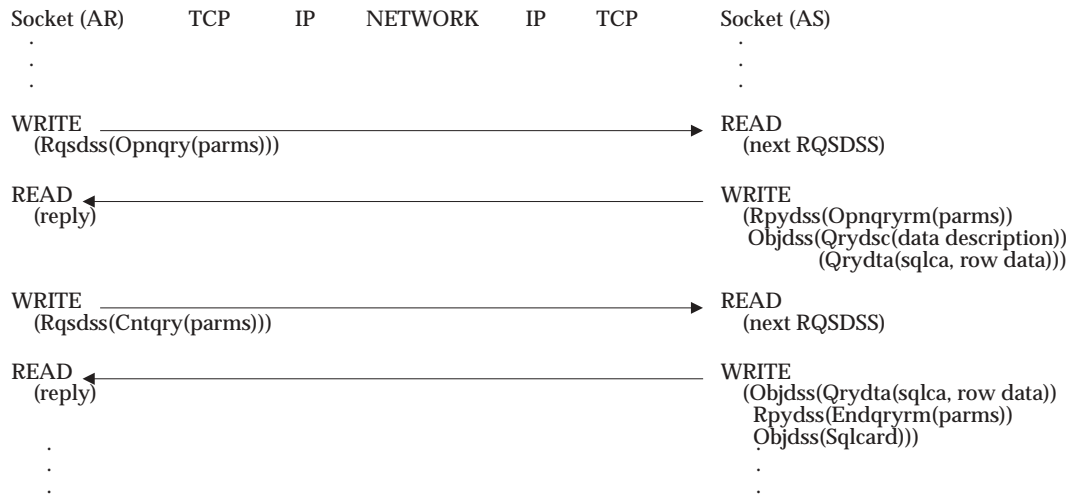 Socket (AR) TCP IP NETWORK IP TCP Socket (AS)
. .
. .
. .
WRITE READ
(Rqsdss(Opnqry(parms))) (next RQSDSS)
READ WRITE
(reply) (Rpydss(Opnqryrm(parms))
Objdss(Qrydsc(data description))
(Qrydta(sqlca, row data)))
WRITE READ
(Rqsdss(Cntqry(parms))) (next RQSDSS)
READ WRITE
(reply) (Objdss(Qrydta(sqlca, row data))
Rpydss(Endqryrm(parms))
Objdss(Sqlcard)))
. .
. .
. .